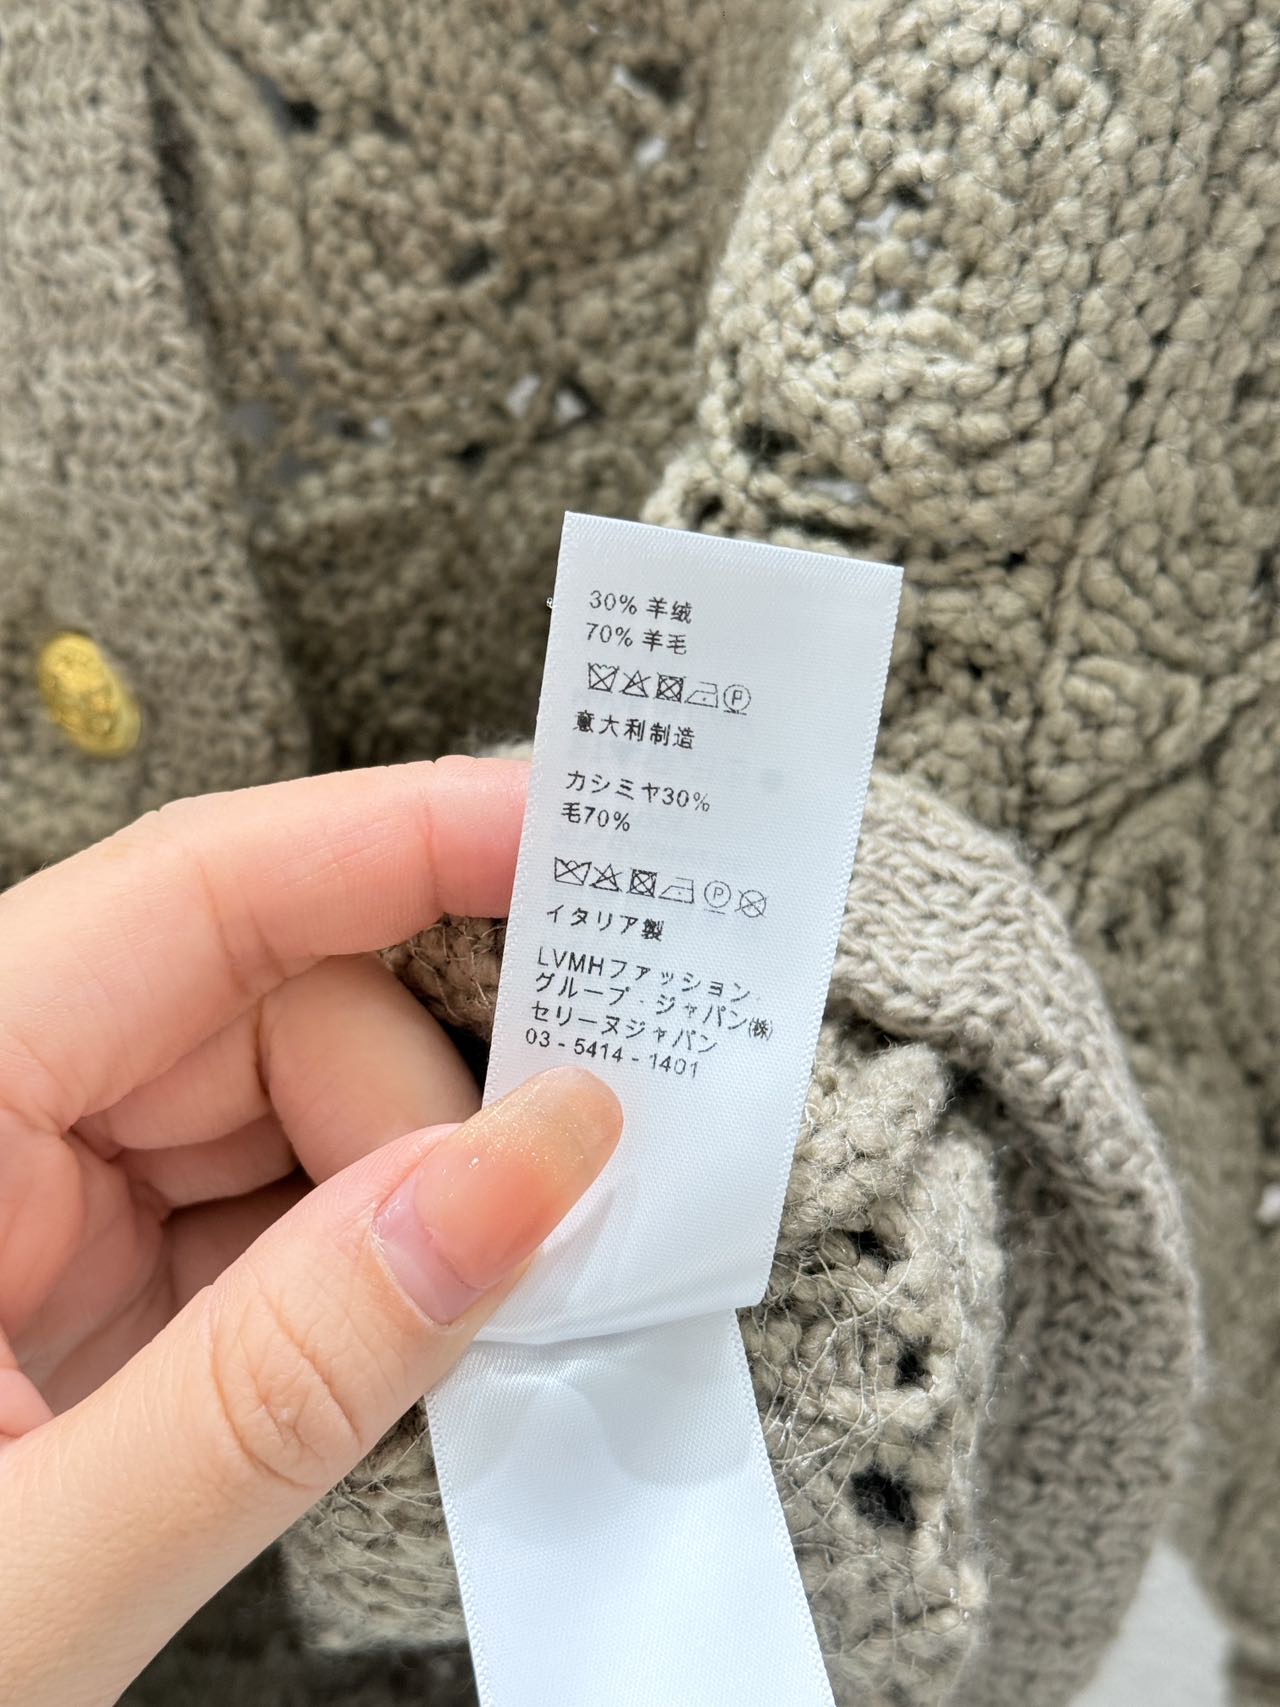 30% 羊绒
70% 羊毛
P
意大利制造
カシミヤ30%
毛70%
P
イタリア製
LVMHファッション.
グループ・ジャパン㈱
セリーヌジャパン
03 - 5414 - 1401